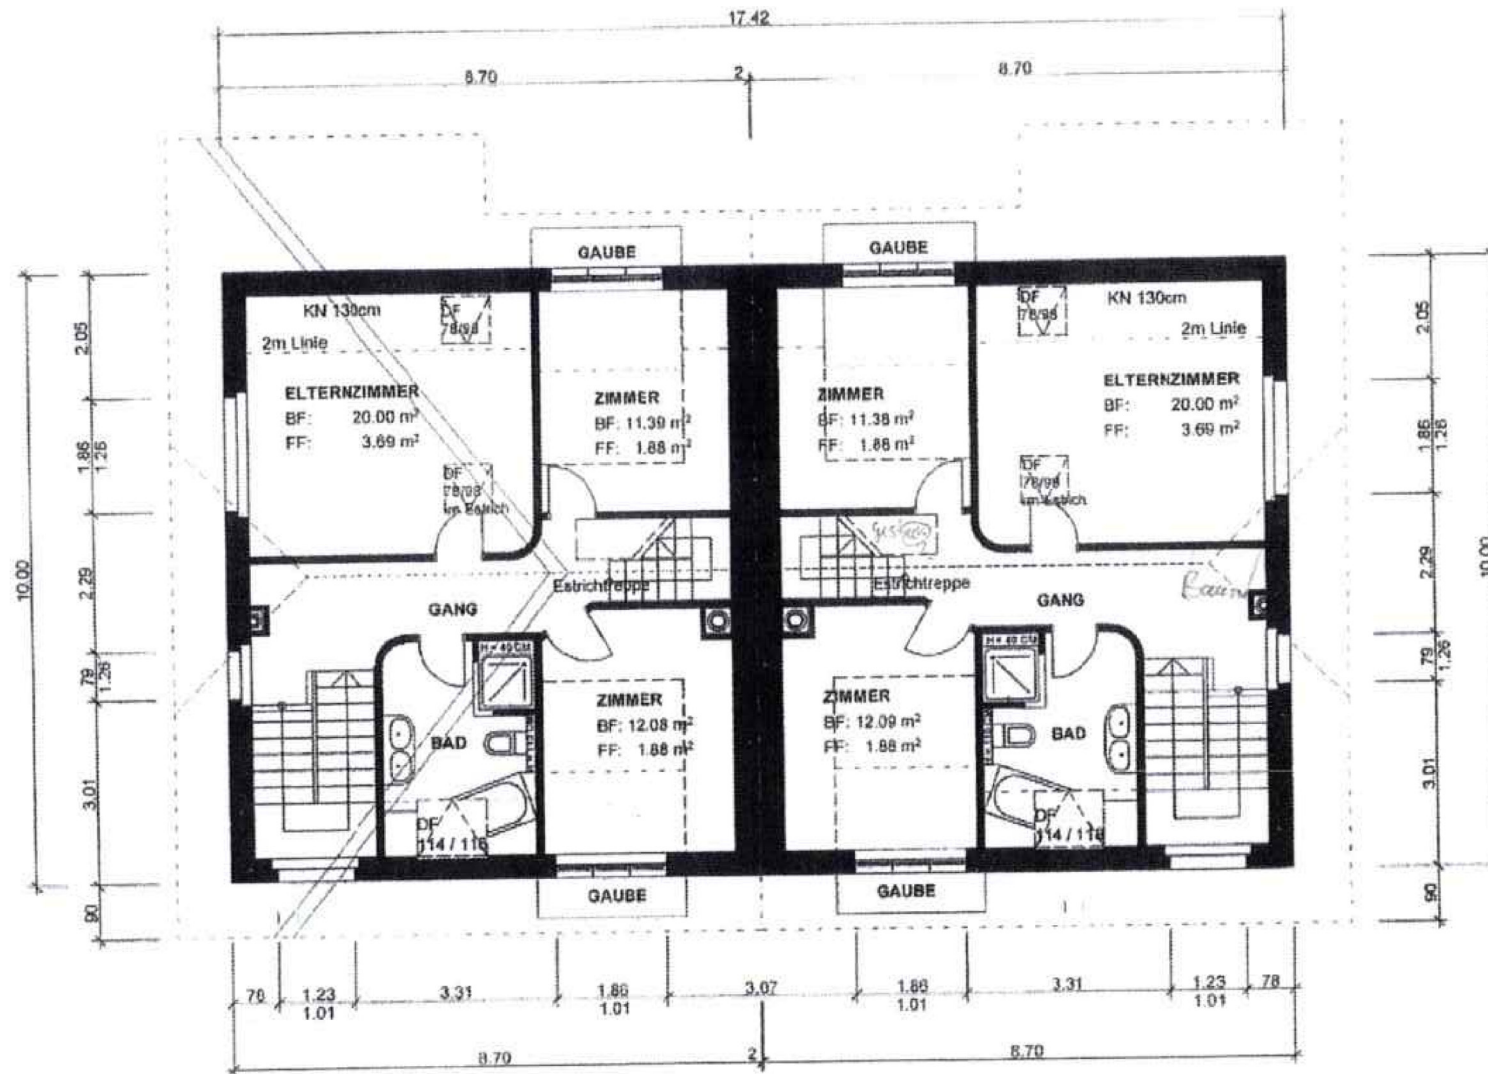 17.42
8.70
2
8.70
GAUBE
GAUBE
KN 130cm
DF
78/98
2m Linie
ELTERNZIMMER
BF: 20.00 m²
FF: 3.69 m²
DF
78/98
im Estrich
ZIMMER
BF: 11.39 m²
FF: 1.88 m²
ZIMMER
BF: 11.38 m²
FF: 1.88 m²
DF
78/98
KN 130cm
2m Linie
ELTERNZIMMER
BF: 20.00 m²
FF: 3.69 m²
DF
78/98
im Estrich
10.00
2.05
1.86
1.26
2.29
79
1.26
3.01
90
2.05
1.86
1.26
2.29
79
1.26
3.01
90
10.00
Estrichtreppe
Estrichtreppe
GANG
GANG
H = 40 CM
H = 40 CM
ZIMMER
BF: 12.08 m²
FF: 1.88 m²
ZIMMER
BF: 12.09 m²
FF: 1.88 m²
BAD
BAD
DF
114 / 118
DF
114 / 118
GAUBE
GAUBE
78
1.23
1.01
3.31
1.86
1.01
3.07
1.86
1.01
3.31
1.23
1.01
78
8.70
2
8.70